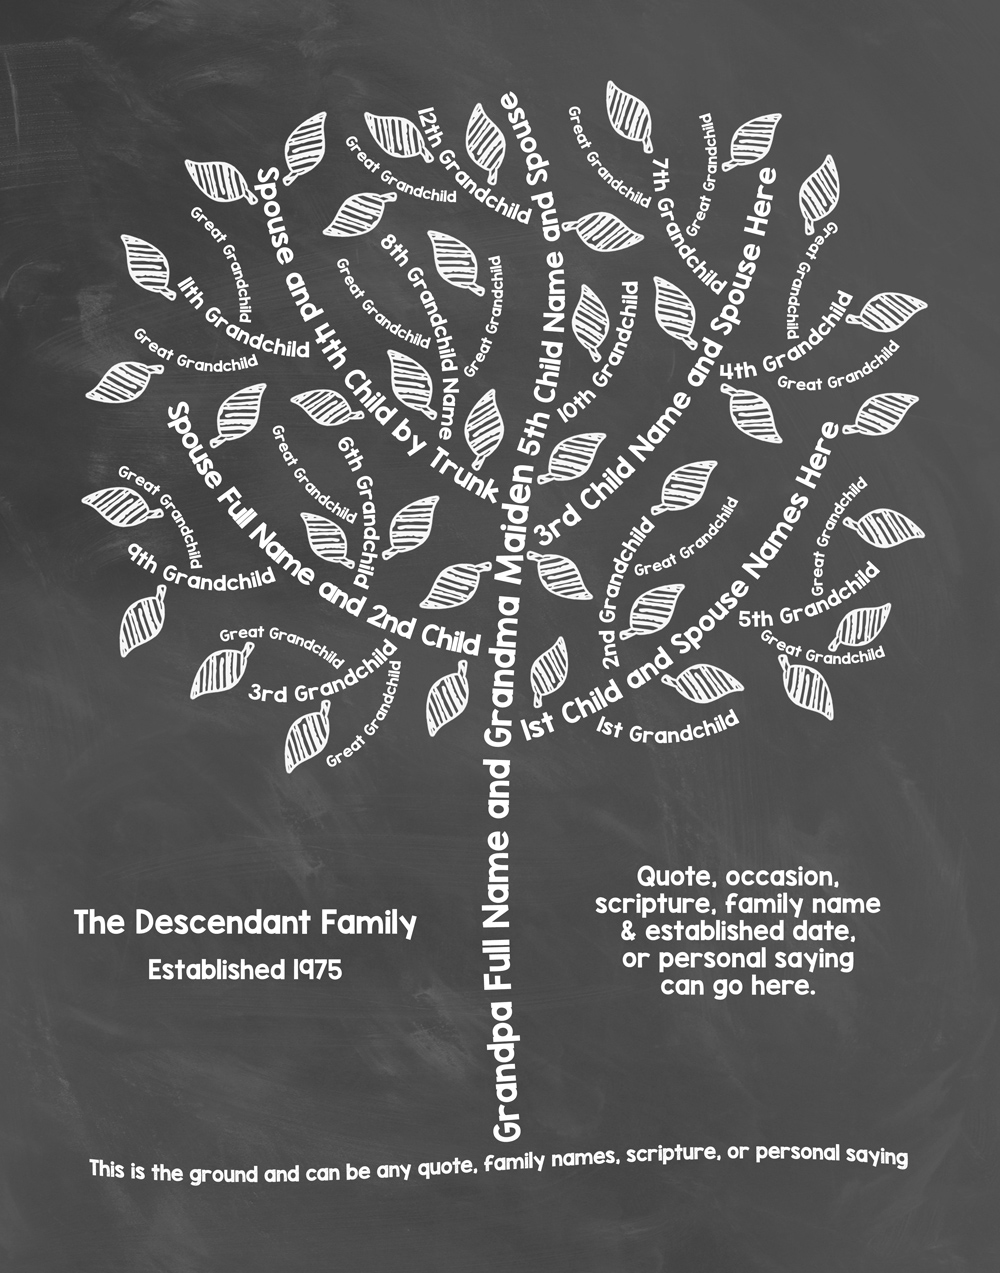 12th Grandchild
Great Grandchild
5th Child Name and Spouse
Great Grandchild
7th Grandchild
Great Grandchild
3rd Child Name and Spouse Here
Spouse and 4th Child by Trunk
Great Grandchild
11th Grandchild
Great Grandchild
8th Grandchild Name
Great Grandchild
Great Grandchild
10th Grandchild
Great Grandchild
4th Grandchild
Great Grandchild
Spouse Full Name and 2nd Child
Great Grandchild
6th Grandchild
Great Grandchild
9th Grandchild
Great Grandchild
3rd Grandchild
Great Grandchild
2nd Grandchild
Great Grandchild
1st Child and Spouse Names Here
Great Grandchild
5th Grandchild
Great Grandchild
1st Grandchild
Grandpa Full Name and Grandma Maiden
The Descendant Family
Established 1975
Quote, occasion,
scripture, family name
& established date,
or personal saying
can go here.
This is the ground and can be any quote, family names, scripture, or personal saying